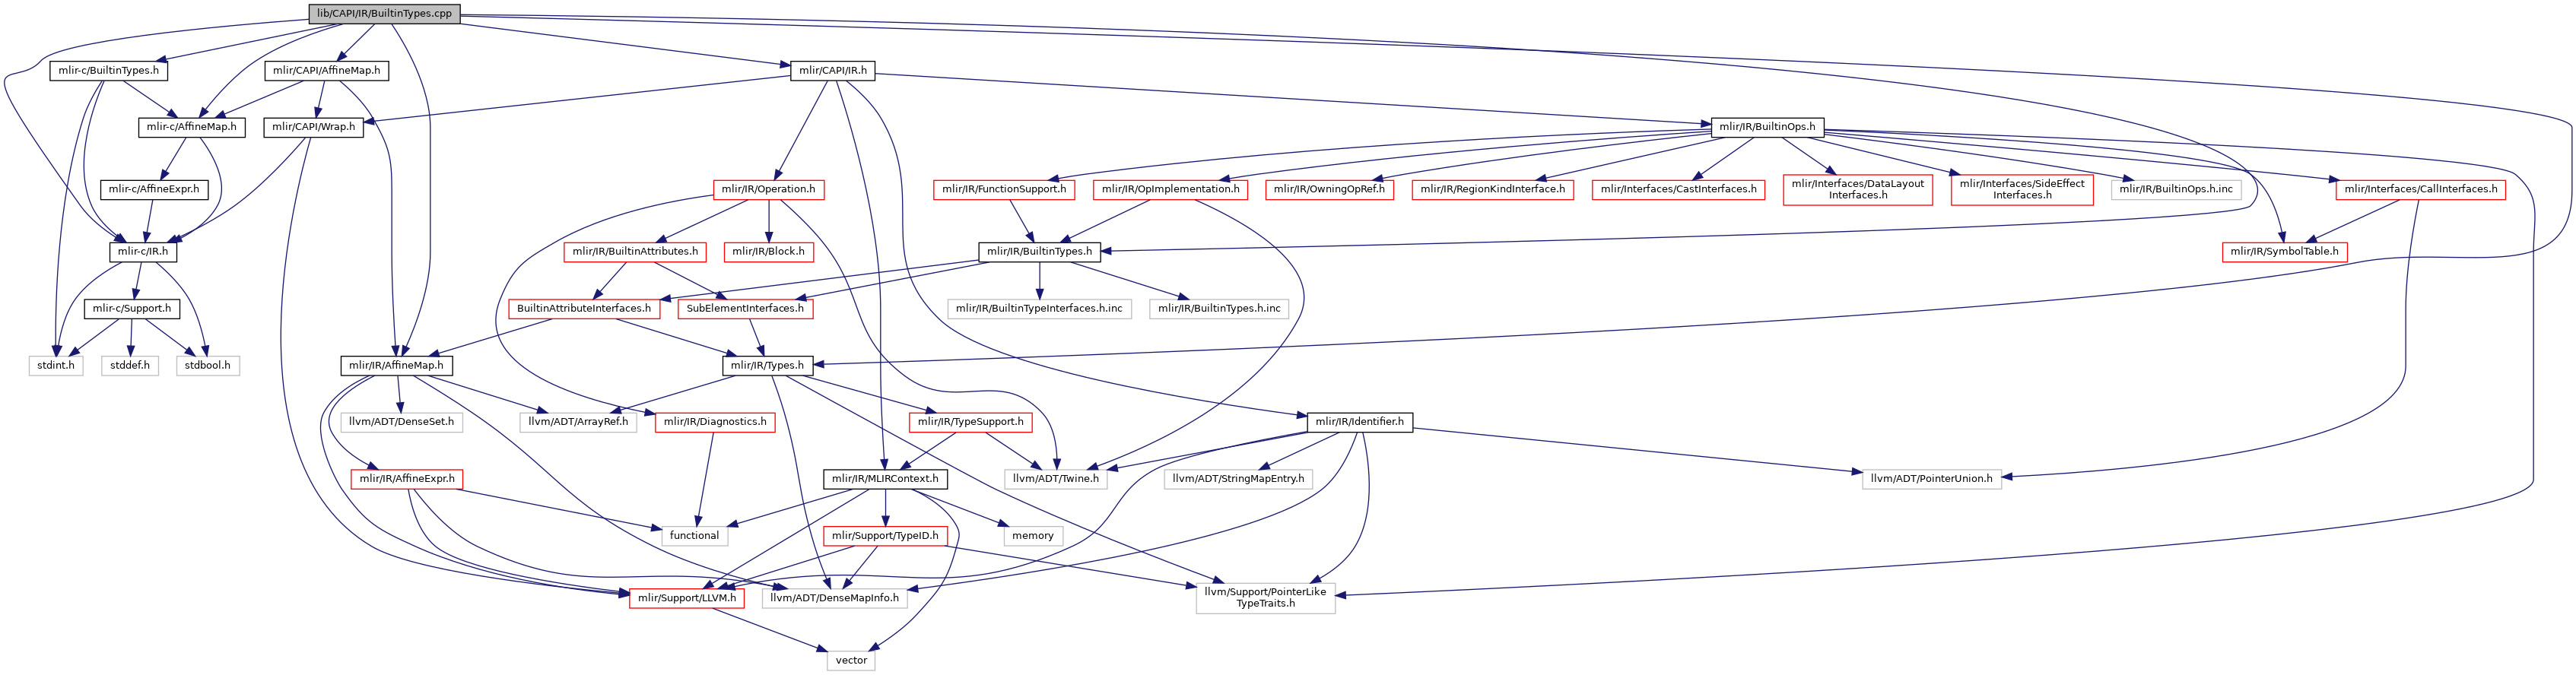 lib/CAPI/IR/BuiltinTypes.cpp
mlir-c/BuiltinTypes.h
mlir/CAPI/AffineMap.h
mlir/CAPI/IR.h
mlir-c/AffineMap.h
mlir/CAPI/Wrap.h
mlir/IR/BuiltinOps.h
mlir-c/AffineExpr.h
mlir/IR/Operation.h
mlir/IR/FunctionSupport.h
mlir/IR/OpImplementation.h
mlir/IR/OwningOpRef.h
mlir/IR/RegionKindInterface.h
mlir/Interfaces/CastInterfaces.h
mlir/Interfaces/DataLayout
Interfaces.h
mlir/Interfaces/SideEffect
Interfaces.h
mlir/IR/BuiltinOps.h.inc
mlir/Interfaces/CallInterfaces.h
mlir-c/IR.h
mlir/IR/BuiltinAttributes.h
mlir/IR/Block.h
mlir/IR/BuiltinTypes.h
mlir/IR/SymbolTable.h
mlir-c/Support.h
BuiltinAttributeInterfaces.h
SubElementInterfaces.h
mlir/IR/BuiltinTypeInterfaces.h.inc
mlir/IR/BuiltinTypes.h.inc
stdint.h
stddef.h
stdbool.h
mlir/IR/AffineMap.h
mlir/IR/Types.h
llvm/ADT/DenseSet.h
llvm/ADT/ArrayRef.h
mlir/IR/Diagnostics.h
mlir/IR/TypeSupport.h
mlir/IR/Identifier.h
mlir/IR/AffineExpr.h
mlir/IR/MLIRContext.h
llvm/ADT/Twine.h
llvm/ADT/StringMapEntry.h
llvm/ADT/PointerUnion.h
functional
mlir/Support/TypeID.h
memory
mlir/Support/LLVM.h
llvm/ADT/DenseMapInfo.h
llvm/Support/PointerLike
TypeTraits.h
vector